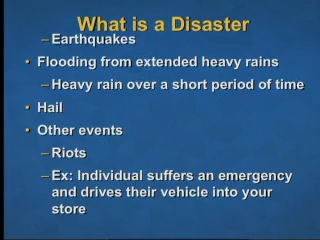 What is a Disaster
– Earthquakes
• Flooding from extended heavy rains
– Heavy rain over a short period of time
• Hail
• Other events
– Riots
– Ex: Individual suffers an emergency
and drives their vehicle into your
store